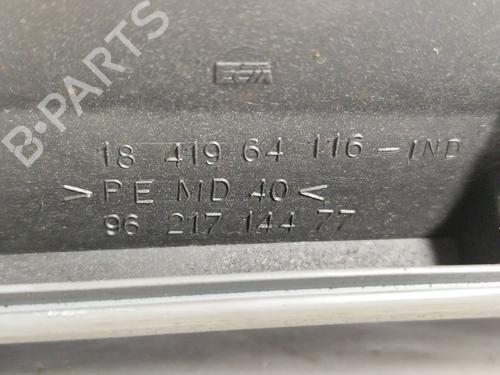 B-PARTS
18 419 64 116-IND
>PE MD 40<
96 217 144 77